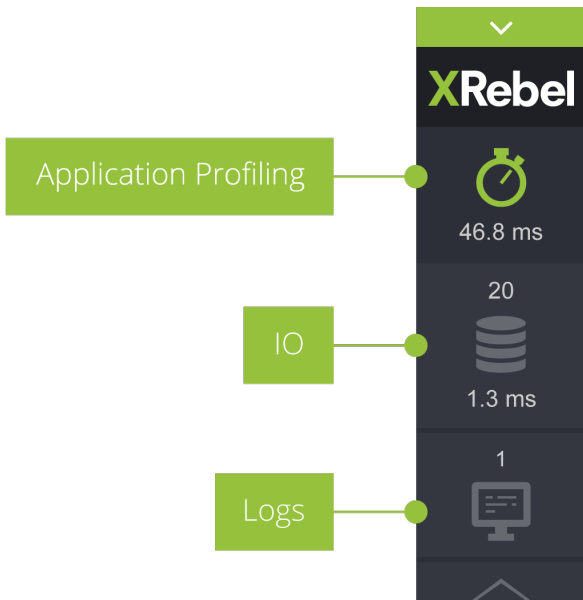 XRebel
Application Profiling
46.8 ms
20
IO
1.3 ms
1
Logs